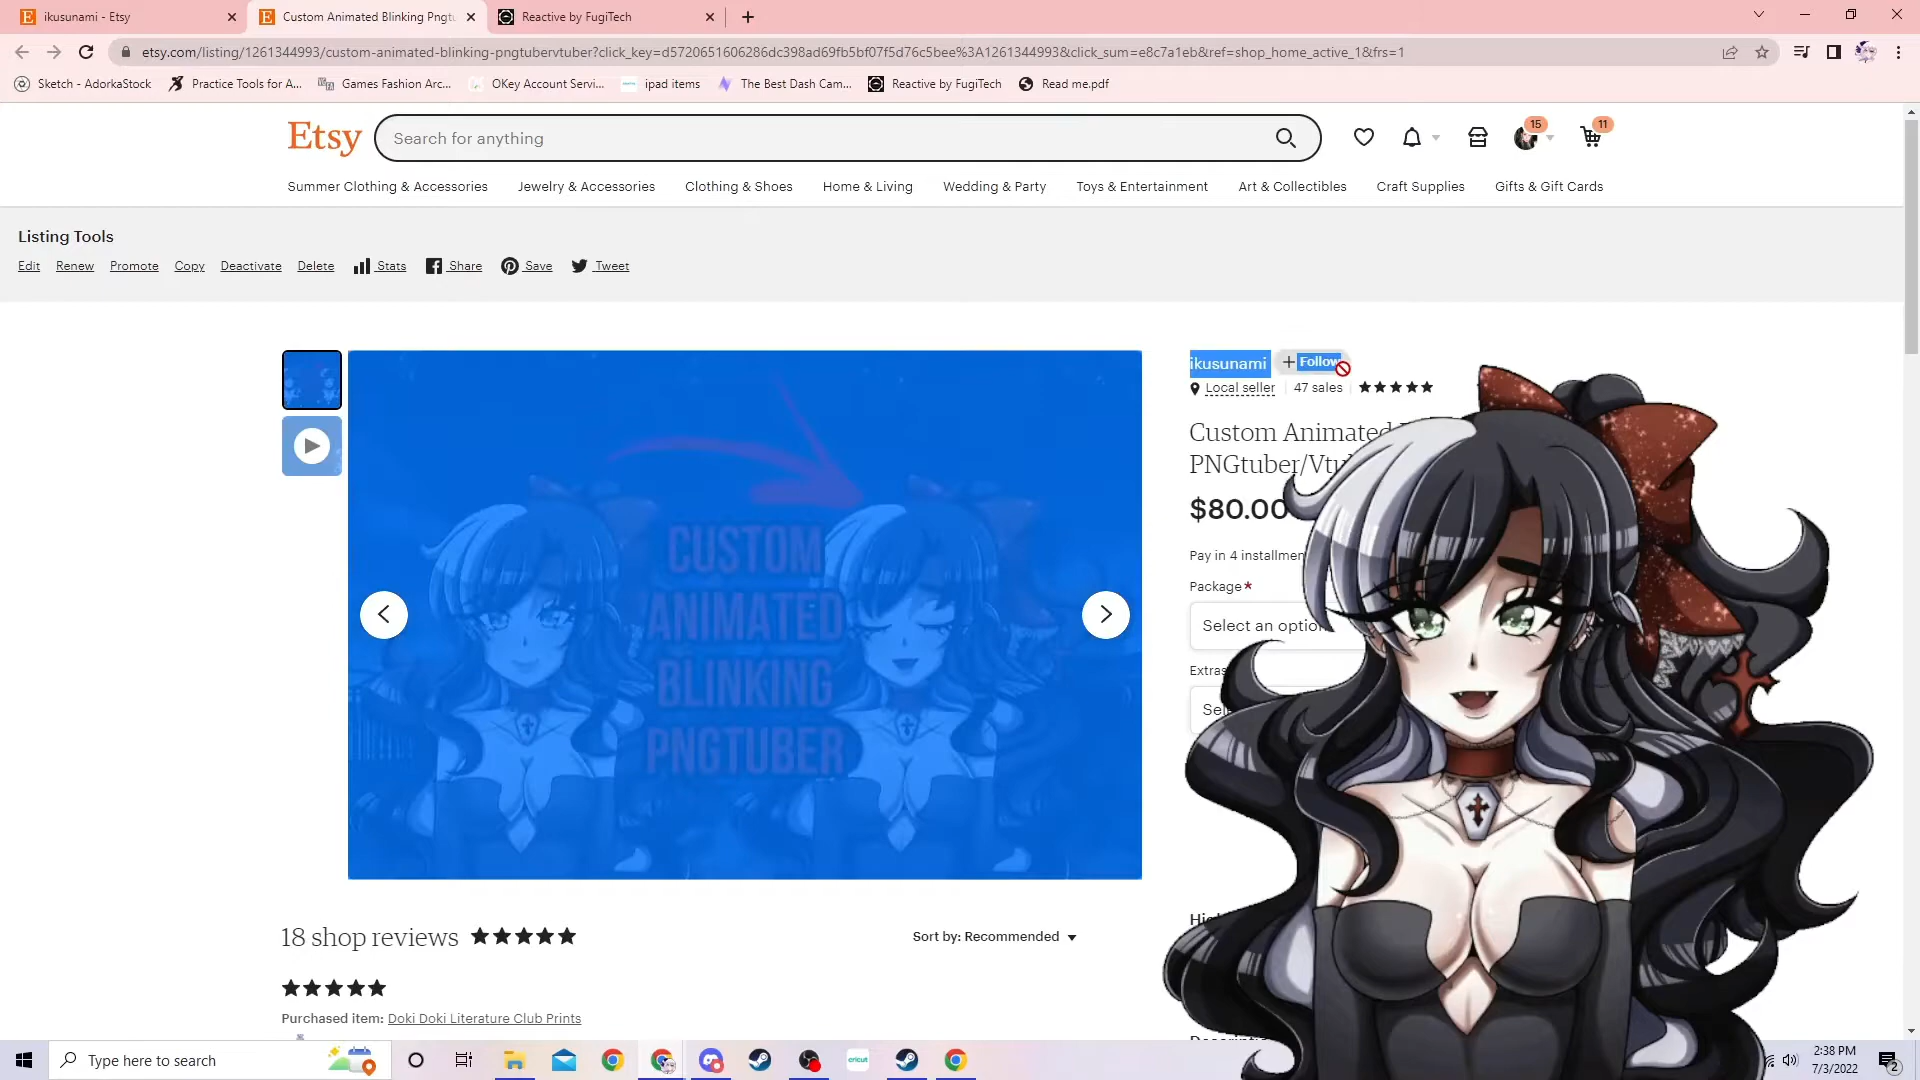 ikusunami - Etsy
Custom Animated Blinking Pngtu
Reactive by FugiTech
etsy.com/listing/1261344993/custom-animated-blinking-pngtubervtuber?click_key=d5720651606286dc398ad69fb5bf07f5d76c5bee%3A1261344993&click_sum=e8c7a1eb&ref=shop_home_active_1&frs=1
Sketch - AdorkaStock
Practice Tools for A...
Games Fashion Arc...
OKey Account Servi...
ipad items
The Best Dash Cam...
Reactive by FugiTech
Read me.pdf
Etsy
Search for anything
15
11
Summer Clothing & Accessories
Jewelry & Accessories
Clothing & Shoes
Home & Living
Wedding & Party
Toys & Entertainment
Art & Collectibles
Craft Supplies
Gifts & Gift Cards
Listing Tools
Edit Renew Promote Copy Deactivate Delete Stats Share Save Tweet
CUSTOM
ANIMATED
BLINKING
PNGTUBER
ikusunami + Follow
Local seller 47 sales
Custom Animated
PNGtuber/Vtu
$80.00
Pay in 4 installmen
Package*
Select an option
Extras
Sel
18 shop reviews
Sort by: Recommended
Purchased item: Doki Doki Literature Club Prints
Type here to search
cricut
2:38 PM
7/3/2022
2